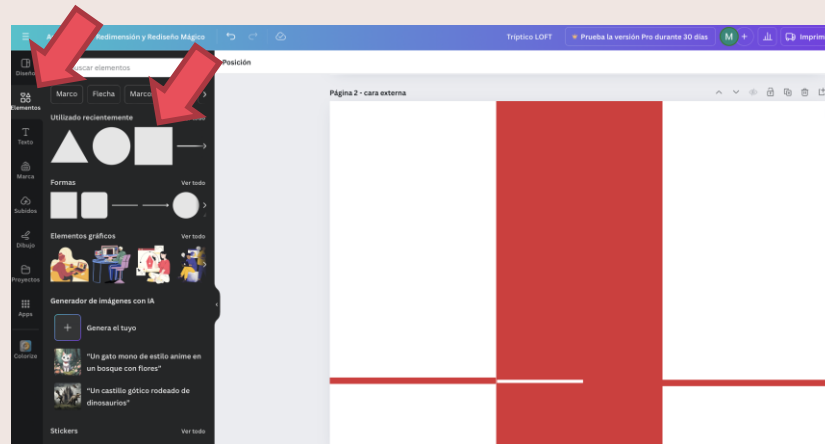 Redimensión y Rediseño Mágico
Tríptico LOFT
Prueba la versión Pro durante 30 días
M
+
Imprimi
Diseño
buscar elementos
Posición
Elementos
Marco
Flecha
Marco
Página 2 - cara externa
Utilizado recientemente
Texto
Marca
Formas
Ver todo
Subidos
Dibujo
Elementos gráficos
Ver todo
Proyectos
Generador de imágenes con IA
Apps
Genera el tuyo
Coloriza
"Un gato mono de estilo anime en
un bosque con flores"
"Un castillo gótico rodeado de
dinosaurios"
Stickers
Ver todo